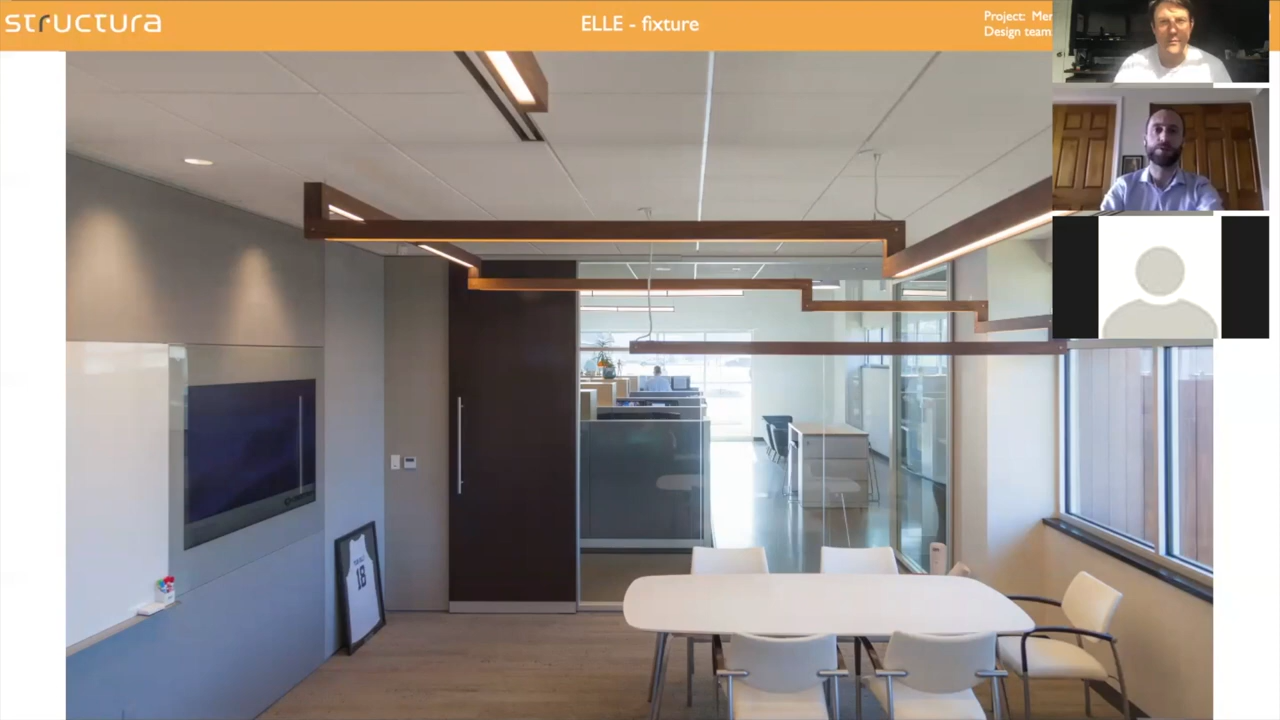 structura
ELLE - fixture
Project: Mer
Design team
18